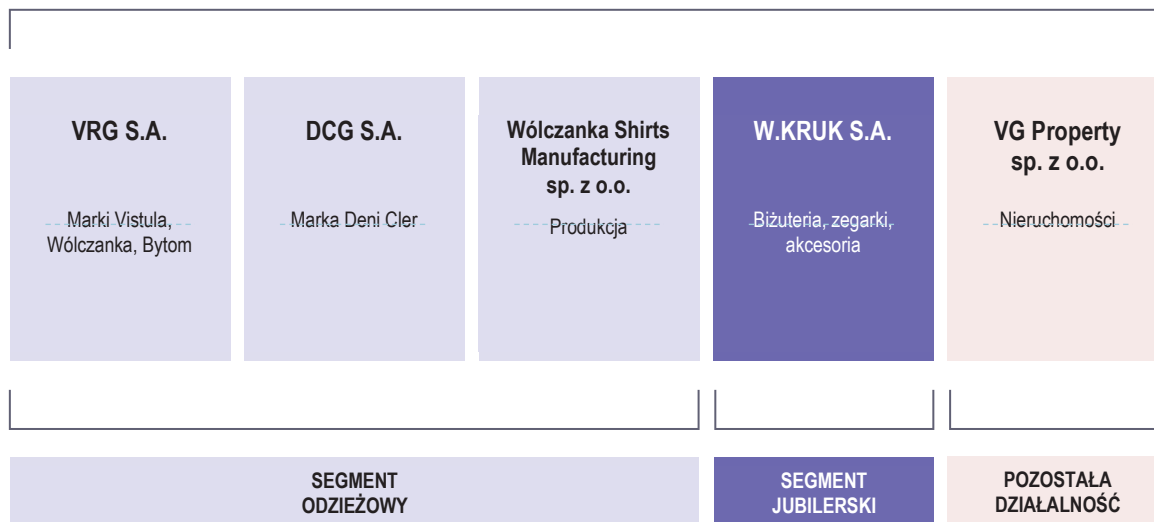 VRG S.A.
Marki Vistula,
Wólczanka, Bytom
DCG S.A.
Marka Deni Cler
Wólczanka Shirts
Manufacturing
sp. z o.o.
Produkcja
W.KRUK S.A.
Biżuteria, zegarki,
akcesoria
VG Property
sp. z o.o.
Nieruchomości
SEGMENT
ODZIEŻOWY
SEGMENT
JUBILERSKI
POZOSTAŁA
DZIAŁALNOŚĆ